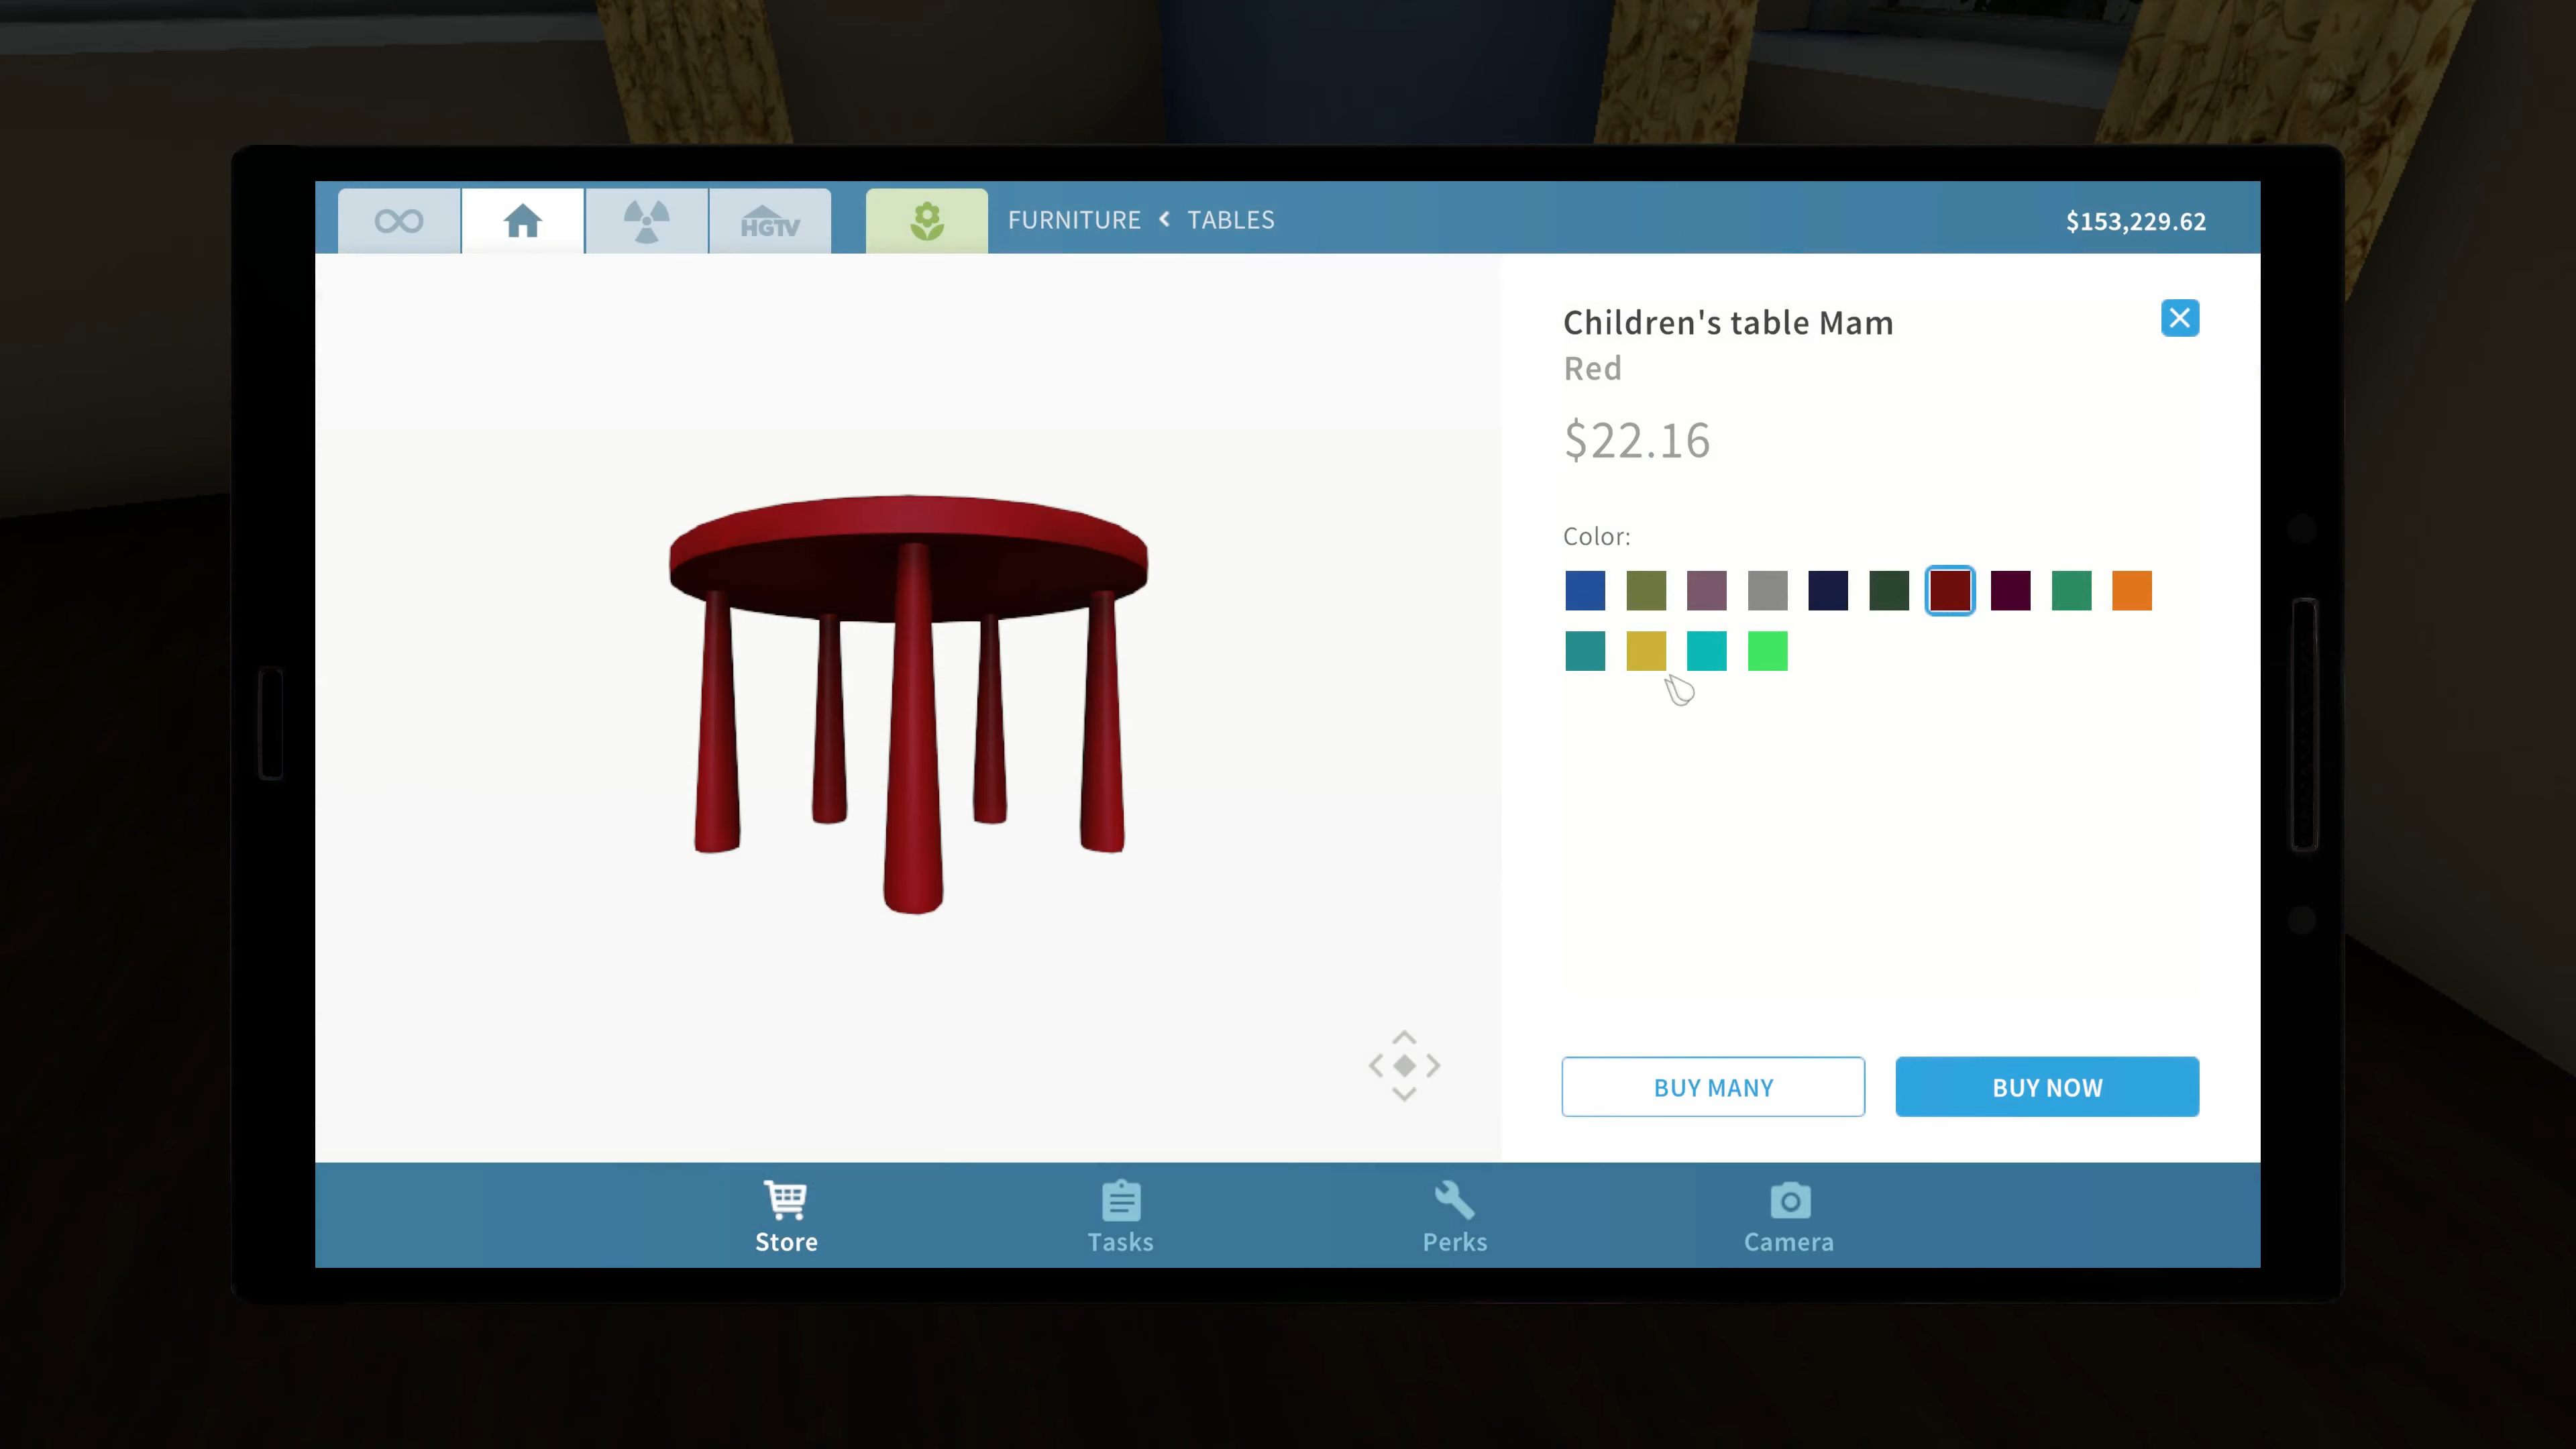 HGTV
FURNITURE < TABLES
$153,229.62
Children's table Mam
Red
$22.16
Color:
BUY MANY
BUY NOW
Store
Tasks
Perks
Camera